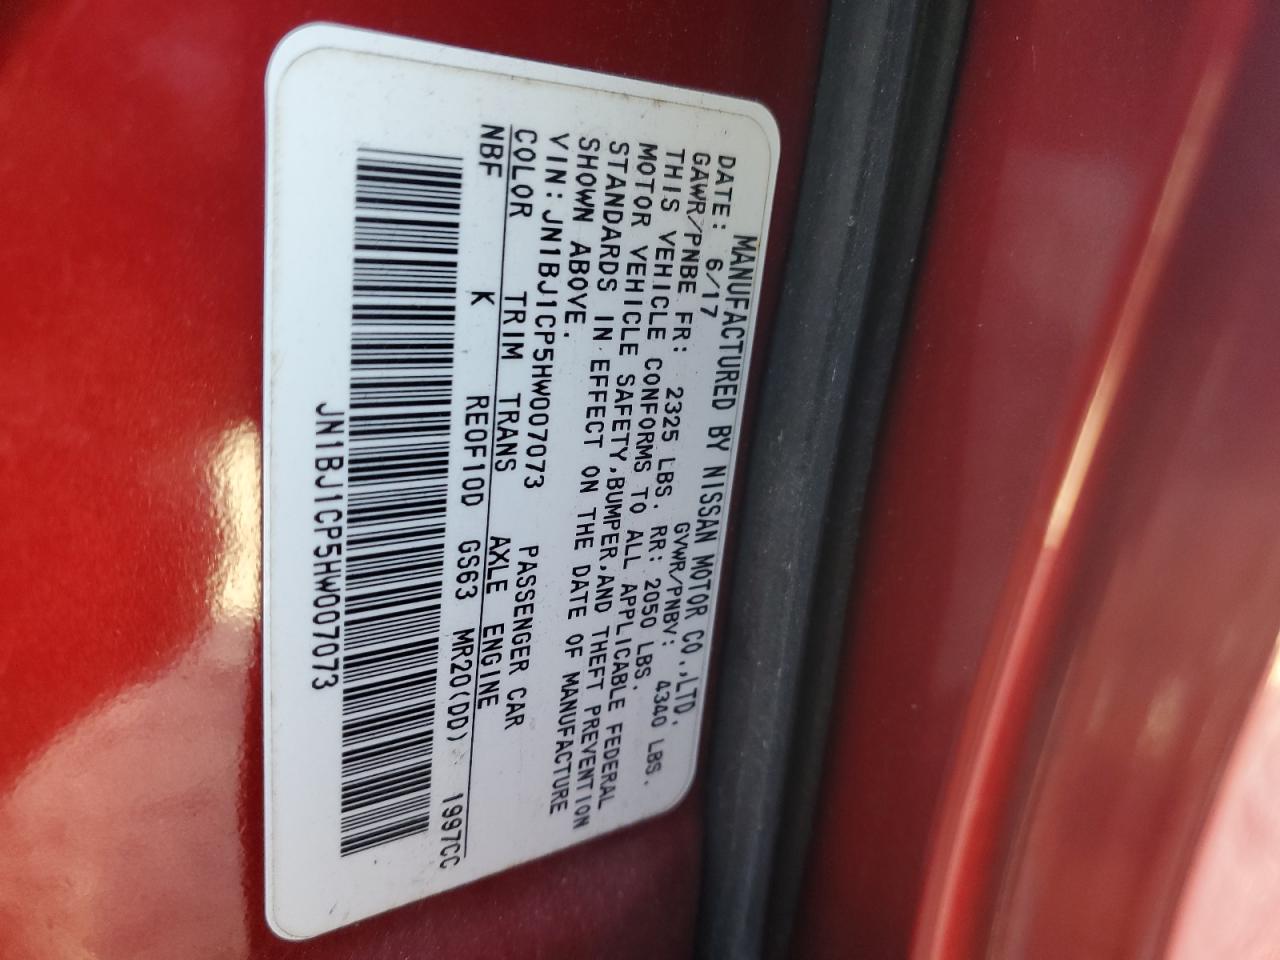 MANUFACTURED BY NISSAN MOTOR CO.,LTD.
DATE: 6/17 GVWR/PNBV: 4340 LBS.
GAWR/PNBE FR: 2325 LBS. RR: 2050 LBS.
THIS VEHICLE CONFORMS TO ALL APPLICABLE FEDERAL
MOTOR VEHICLE SAFETY,BUMPER,AND THEFT PREVENTION
STANDARDS IN EFFECT ON THE DATE OF MANUFACTURE
SHOWN ABOVE.
VIN:JN1BJ1CP5HW007073 PASSENGER CAR
COLOR TRIM TRANS AXLE ENGINE
NBF K RE0F10D GS63 MR20(DD) 1997CC
JN1BJ1CP5HW007073